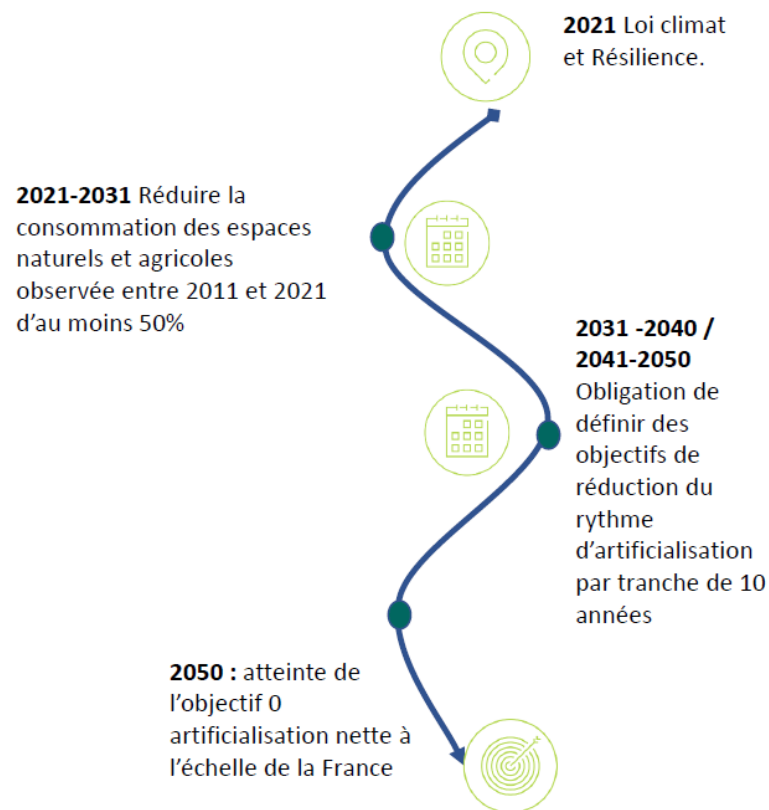 2021 Loi climat
et Résilience.
2021-2031 Réduire la
consommation des espaces
naturels et agricoles
observée entre 2011 et 2021
d’au moins 50%
2031 -2040 /
2041-2050
Obligation de
définir des
objectifs de
réduction du
rythme
d’artificialisation
par tranche de 10
années
2050 : atteinte de
l’objectif 0
artificialisation nette à
l’échelle de la France